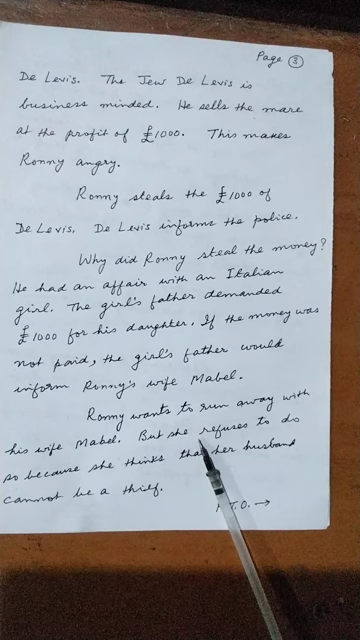 Page 3
De Levis. The Jew De Levis is
business minded. He sells the mare
at the profit of £1000. This makes
Ronny angry.
Ronny steals the £1000 of
De Levis. De Levis informs the police.
Why did Ronny steal the money?
He had an affair with an Italian
girl. The girl's father demanded
£1000 for his daughter. If the money was
not paid, the girl's father would
inform Ronny's wife Mabel.
Ronny wants to run away with
his wife Mabel. But she refuses to do
so because she thinks that her husband
cannot be a thief.
P.T.O. →